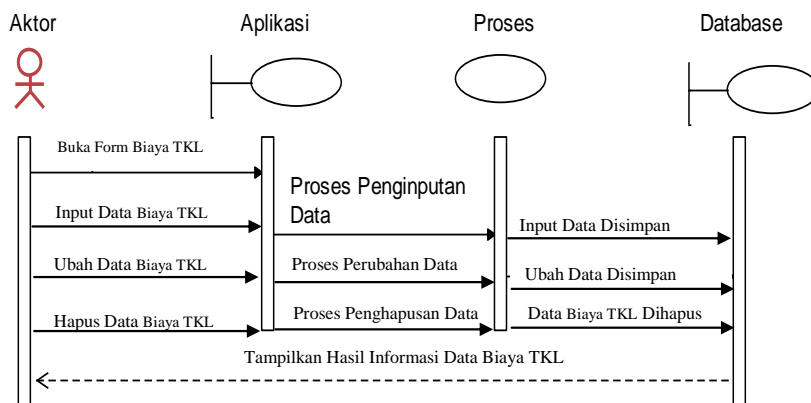 Aktor
Aplikasi
Proses
Database
Buka Form Biaya TKL
Proses Penginputan
Data
Input Data Biaya TKL
Input Data Disimpan
Ubah Data Biaya TKL
Proses Perubahan Data
Ubah Data Disimpan
Hapus Data Biaya TKL
Proses Penghapusan Data
Data Biaya TKL Dihapus
Tampilkan Hasil Informasi Data Biaya TKL